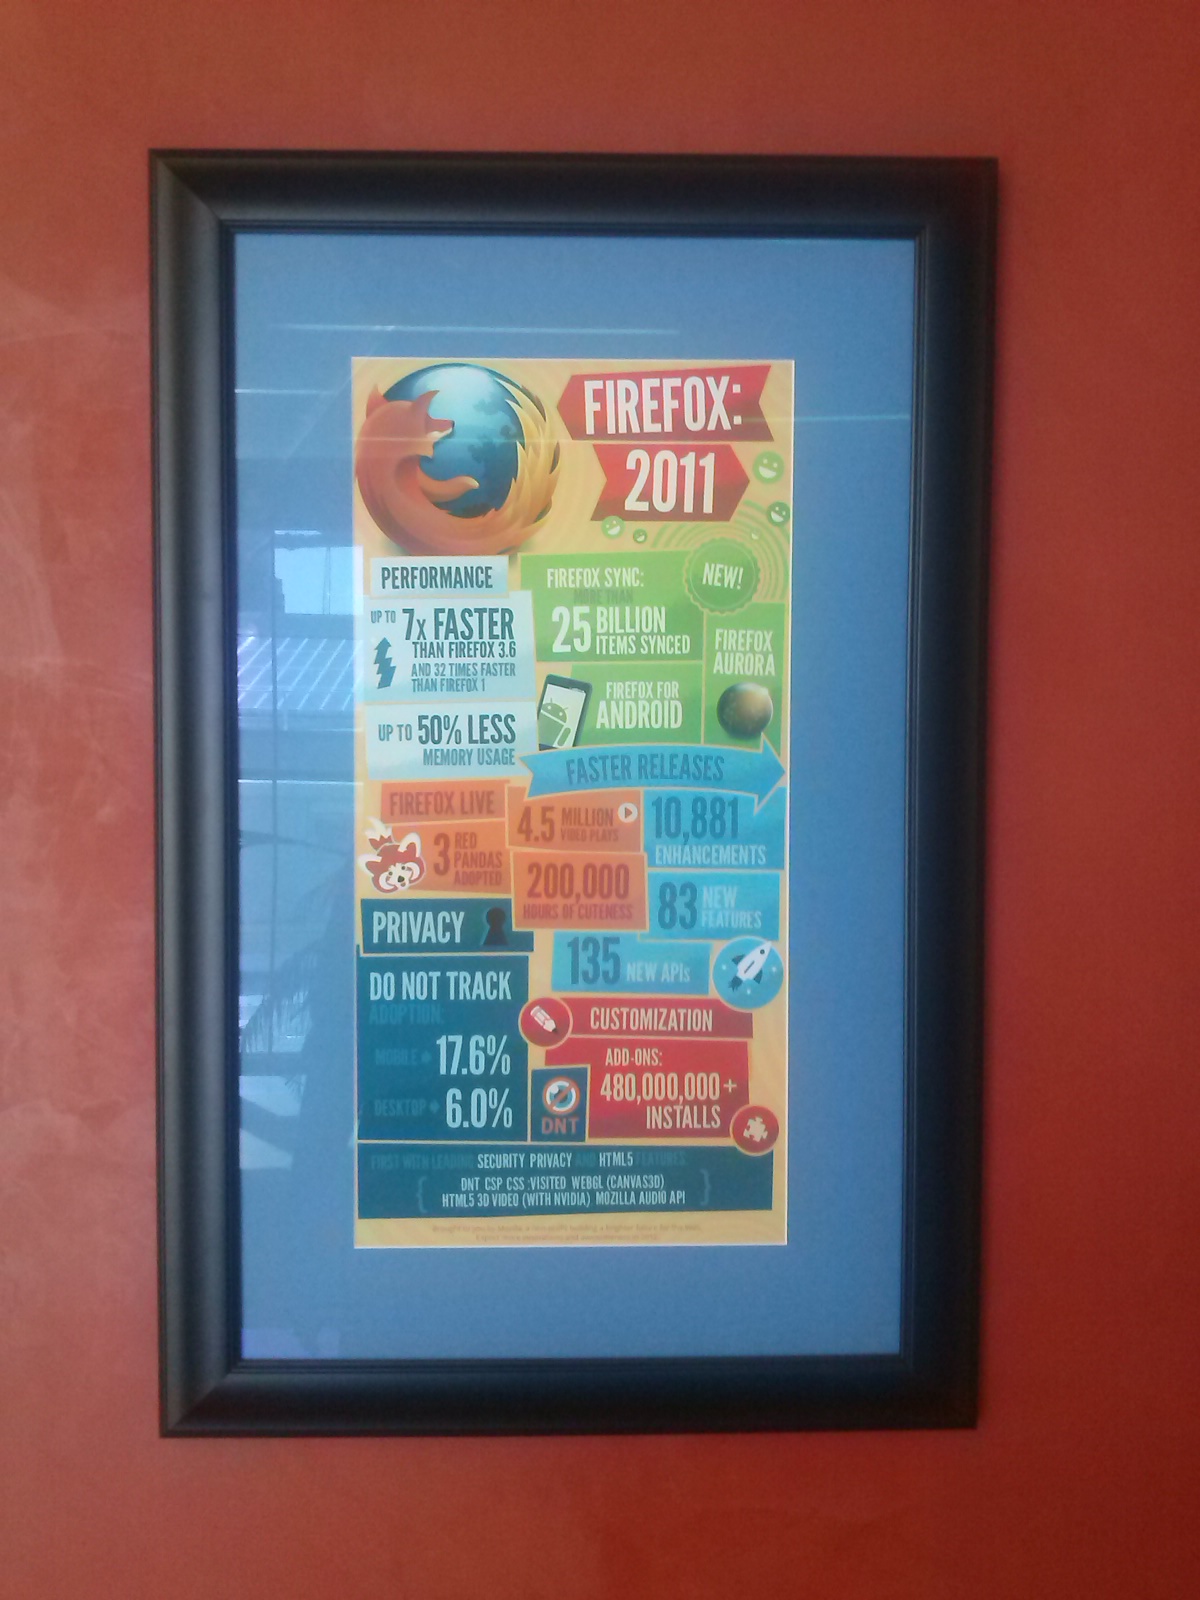 FIREFOX:
2011
PERFORMANCE
UP TO 7X FASTER
THAN FIREFOX 3.6
AND 32 TIMES FASTER
THAN FIREFOX 1
UP TO 50% LESS
MEMORY USAGE
FIREFOX SYNC:
MORE THAN
25 BILLION
ITEMS SYNCED
NEW!
FIREFOX
AURORA
FIREFOX FOR
ANDROID
FASTER RELEASES
10,881
ENHANCEMENTS
83 NEW
FEATURES
135 NEW APIs
FIREFOX LIVE
3 RED
PANDAS
ADOPTED
4.5 MILLION
VIDEO PLAYS
200,000
HOURS OF CUTENESS
PRIVACY
DO NOT TRACK
ADOPTION:
MOBILE 17.6%
DESKTOP 6.0%
DNT
CUSTOMIZATION
ADD-ONS:
480,000,000+
INSTALLS
FIRST WITH LEADING SECURITY PRIVACY AND HTML5 FEATURES
DNT CSP CSS :VISITED WEBGL (CANVAS3D)
HTML5 3D VIDEO (WITH NVIDIA) MOZILLA AUDIO API